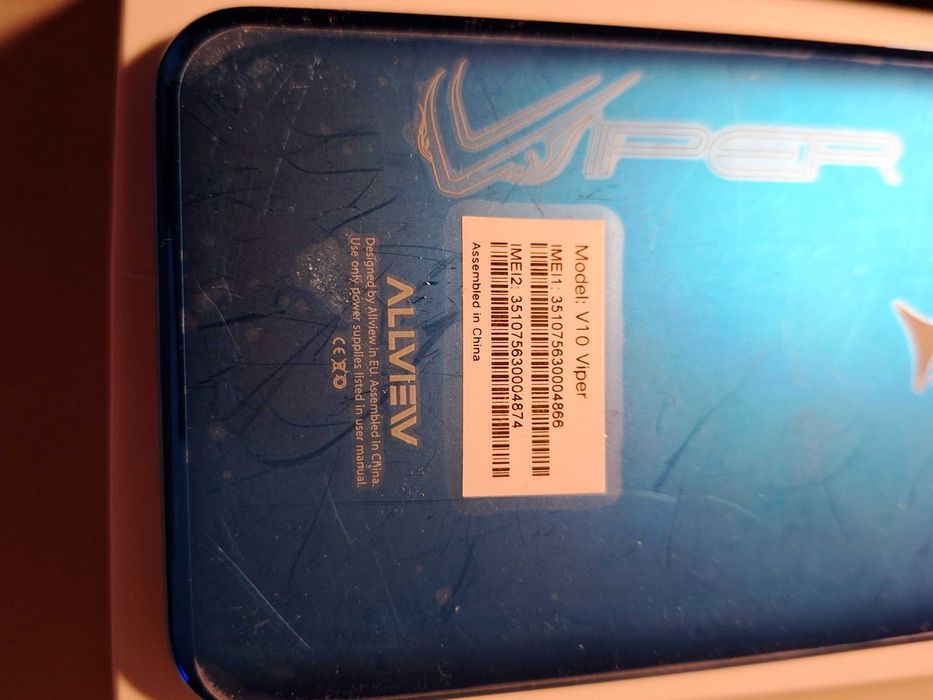 VIPER
Model: V10 Viper
IMEI1: 351075630004866
IMEI2: 351075630004874
Assembled in China
ALLVIEW
Designed by Allview in EU. Assembled in China.
Use only power supplies listed in user manual.
CE